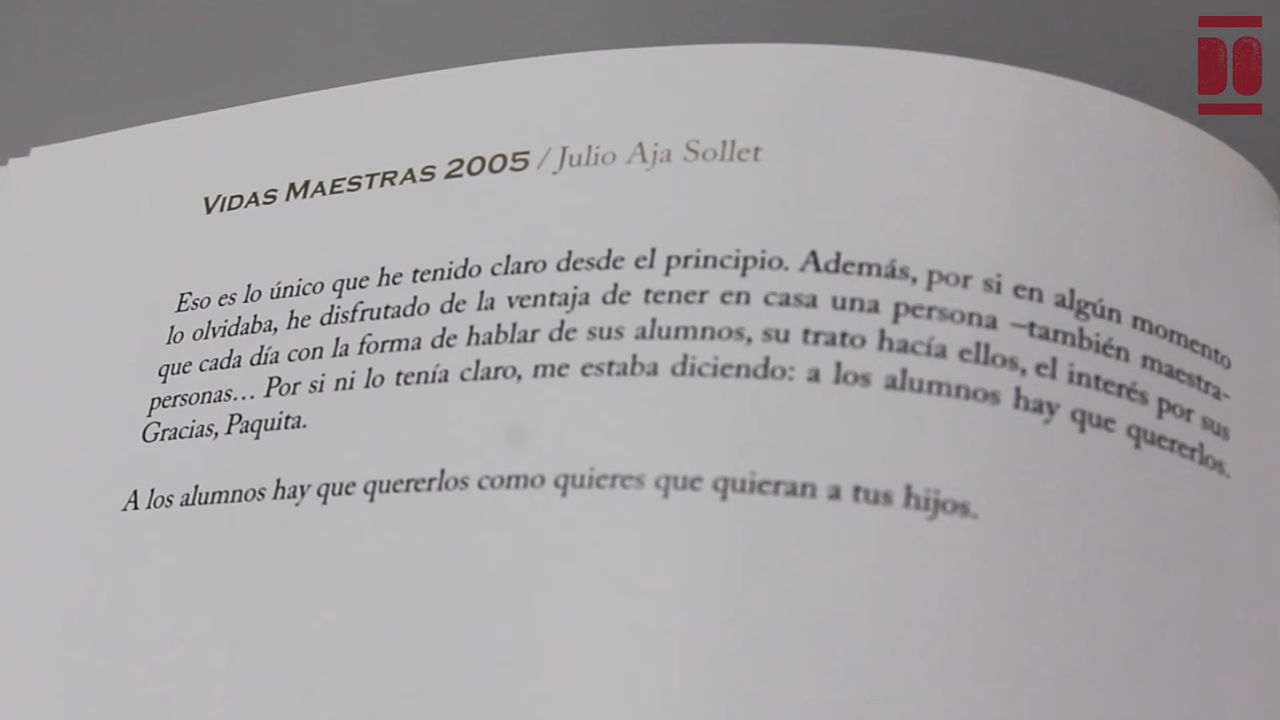 DO
VIDAS MAESTRAS 2005 / Julio Aja Sollet
Eso es lo único que he tenido claro desde el principio. Además, por si en algún momento
lo olvidaba, he disfrutado de la ventaja de tener en casa una persona –también maestra-
que cada día con la forma de hablar de sus alumnos, su trato hacía ellos, el interés por sus
personas... Por si ni lo tenía claro, me estaba diciendo: a los alumnos hay que quererlos.
Gracias, Paquita.
A los alumnos hay que quererlos como quieres que quieran a tus hijos.